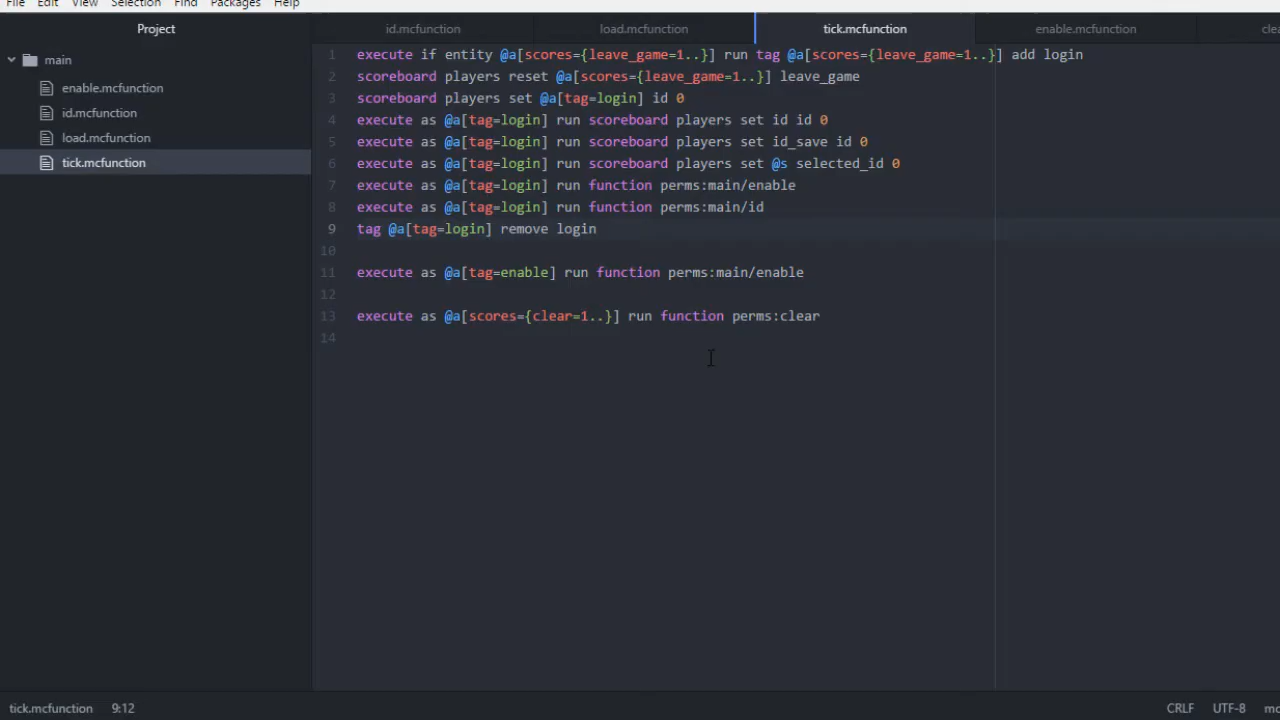 File Edit View Selection Find Packages Help
Project
id.mcfunction load.mcfunction tick.mcfunction enable.mcfunction
main
enable.mcfunction
id.mcfunction
load.mcfunction
tick.mcfunction
1 execute if entity @a[scores={leave_game=1..}] run tag @a[scores={leave_game=1..}] add login
2 scoreboard players reset @a[scores={leave_game=1..}] leave_game
3 scoreboard players set @a[tag=login] id 0
4 execute as @a[tag=login] run scoreboard players set id id 0
5 execute as @a[tag=login] run scoreboard players set id_save id 0
6 execute as @a[tag=login] run scoreboard players set @s selected_id 0
7 execute as @a[tag=login] run function perms:main/enable
8 execute as @a[tag=login] run function perms:main/id
9 tag @a[tag=login] remove login
10
11 execute as @a[tag=enable] run function perms:main/enable
12
13 execute as @a[scores={clear=1..}] run function perms:clear
14
tick.mcfunction 9:12 CRLF UTF-8